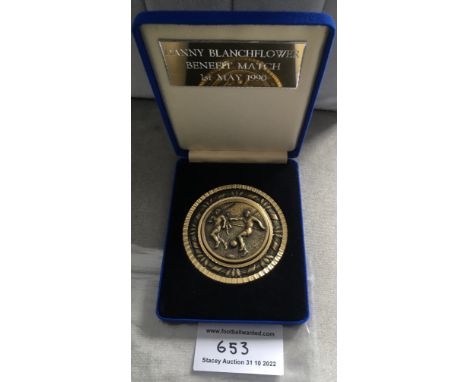 DANNY BLANCHFLOWER
BENEFIT MATCH
1st MAY 1990
www.footballwanted.com
653
Stacey Auction 31 10 2022